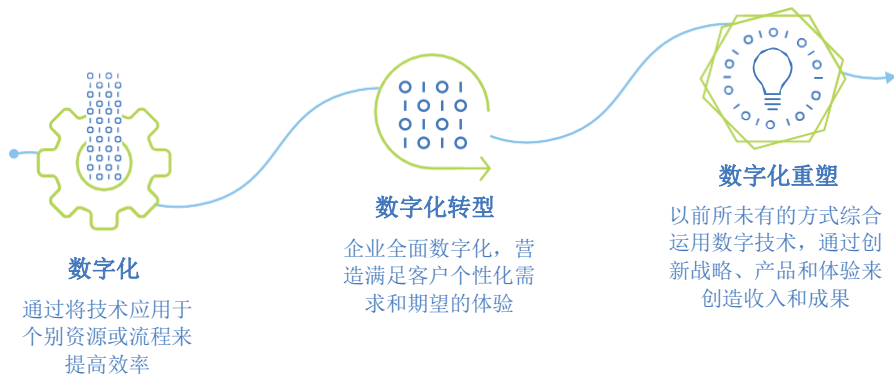 数字化
通过将技术应用于
个别资源或流程来
提高效率
数字化转型
企业全面数字化，营
造满足客户个性化需
求和期望的体验
数字化重塑
以前所未有的方式综合
运用数字技术，通过创
新战略、产品和体验来
创造收入和成果